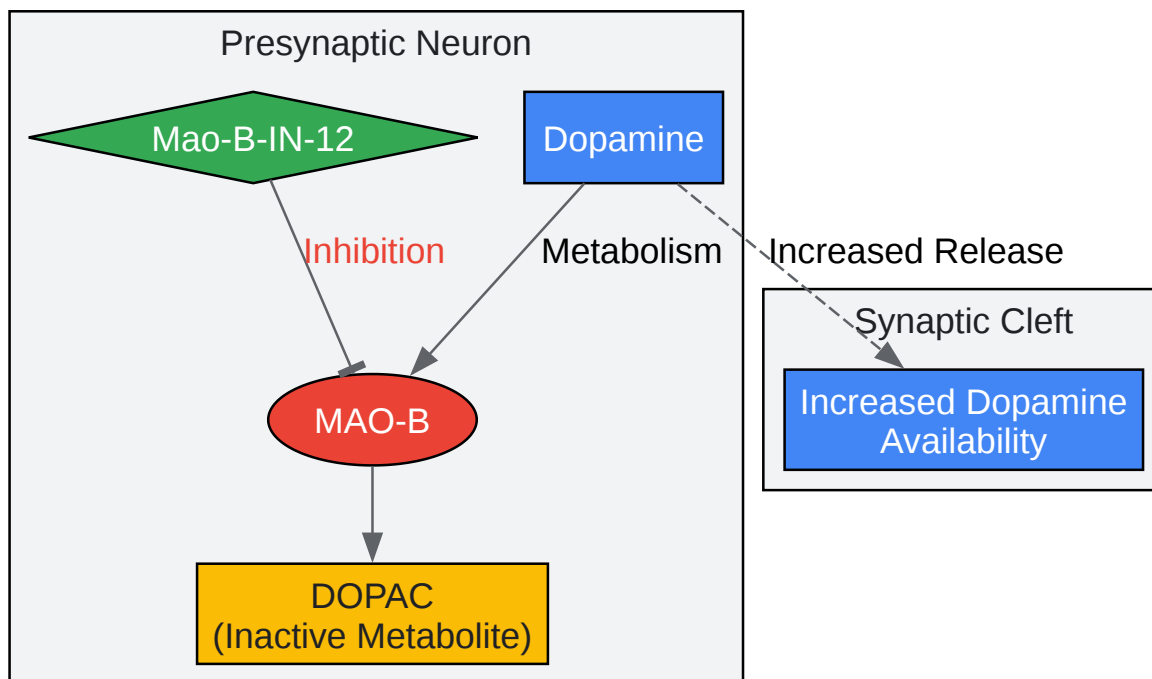 Presynaptic Neuron
Mao-B-IN-12
Dopamine
Inhibition
Metabolism
Increased Release
Synaptic Cleft
MAO-B
Increased Dopamine
Availability
DOPAC
(Inactive Metabolite)